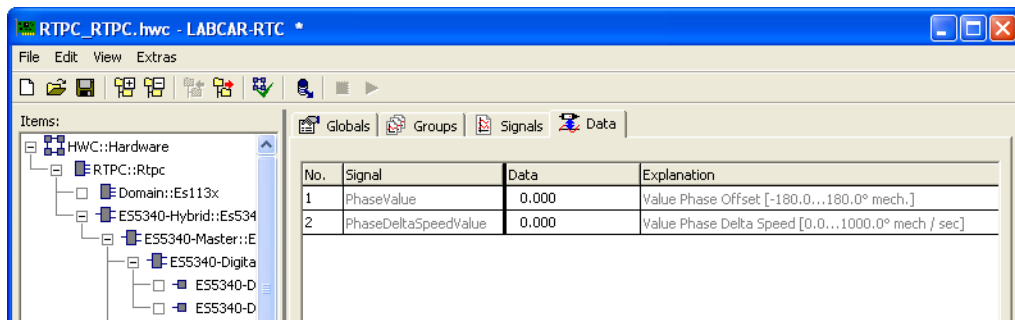 RTPC_RTPC.hwc - LABCAR-RTC *
File Edit View Extras
Items:
HWC::Hardware
RTPC::Rtpc
Domain::Es113x
ES5340-Hybrid::Es534
ES5340-Master::E
ES5340-Digita
ES5340-D
ES5340-D
Globals Groups Signals Data
No. Signal Data Explanation
1 PhaseValue 0.000 Value Phase Offset [-180.0...180.0° mech.]
2 PhaseDeltaSpeedValue 0.000 Value Phase Delta Speed [0.0...1000.0° mech / sec]